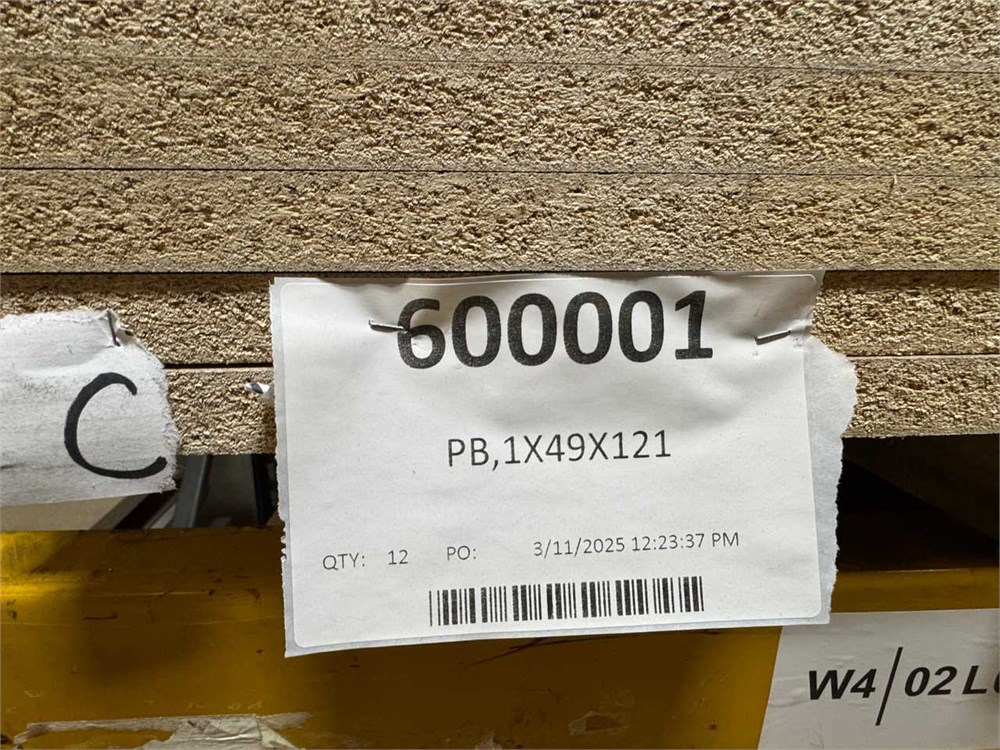 600001
C
PB,1X49X121
QTY: 12 PO: 3/11/2025 12:23:37 PM
W4/02